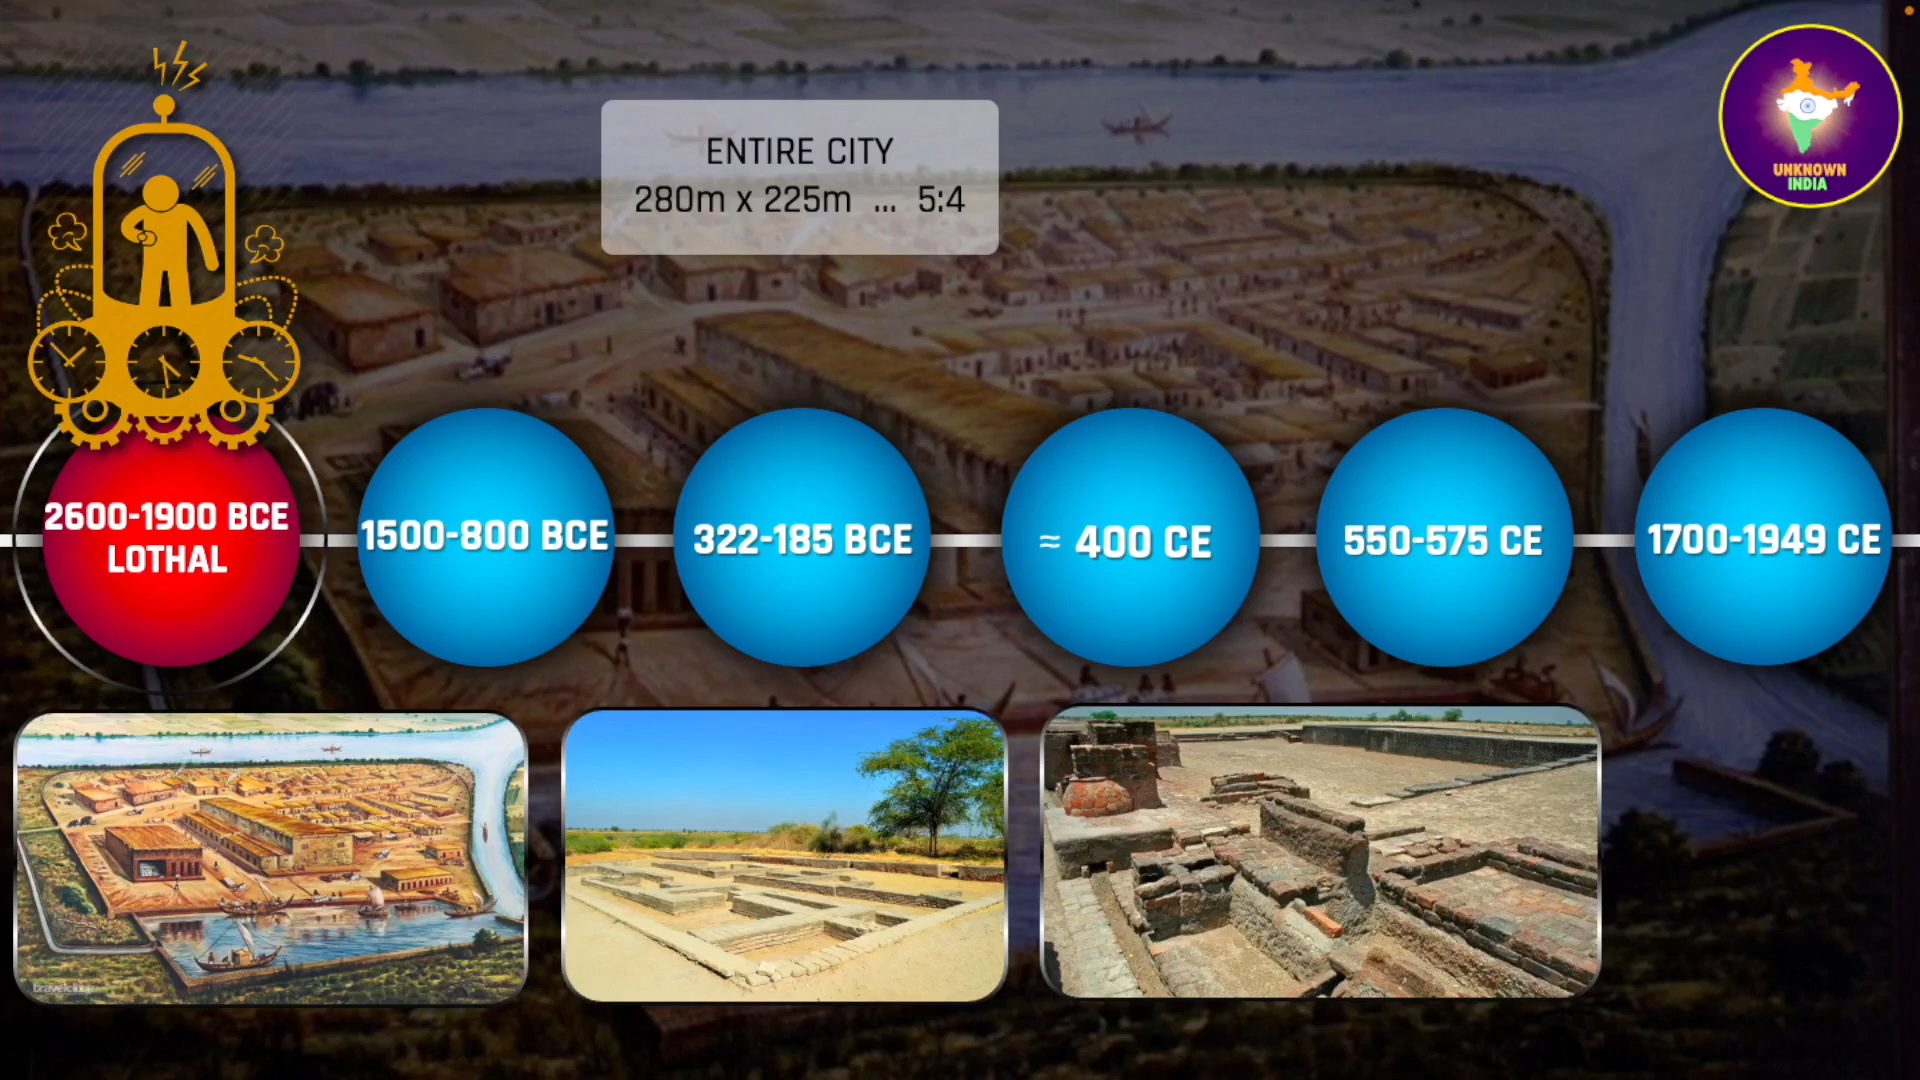 ENTIRE CITY
280m x 225m ... 5:4
UNKNOWN
INDIA
2600-1900 BCE
LOTHAL
1500-800 BCE
322-185 BCE
≈ 400 CE
550-575 CE
1700-1949 CE